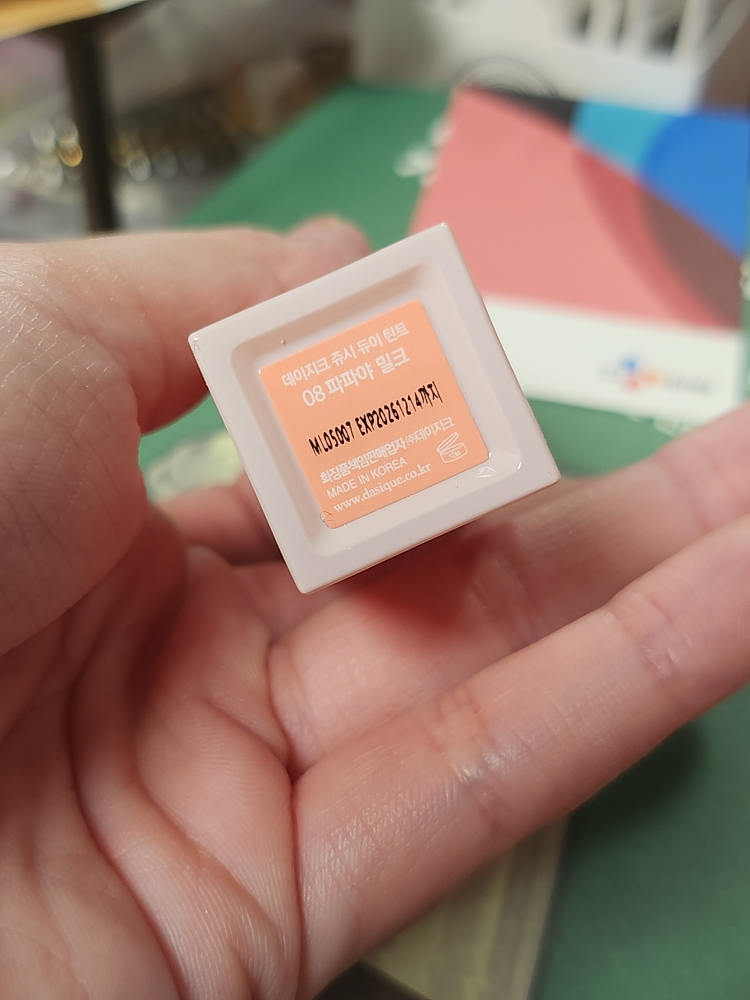 데이지크 쥬시 듀이 틴트
08 파파야 밀크
ML05007 EXP20261214까지
화장품책임판매업자 ㈜데이지크
MADE IN KOREA
www.dasique.co.kr
12M